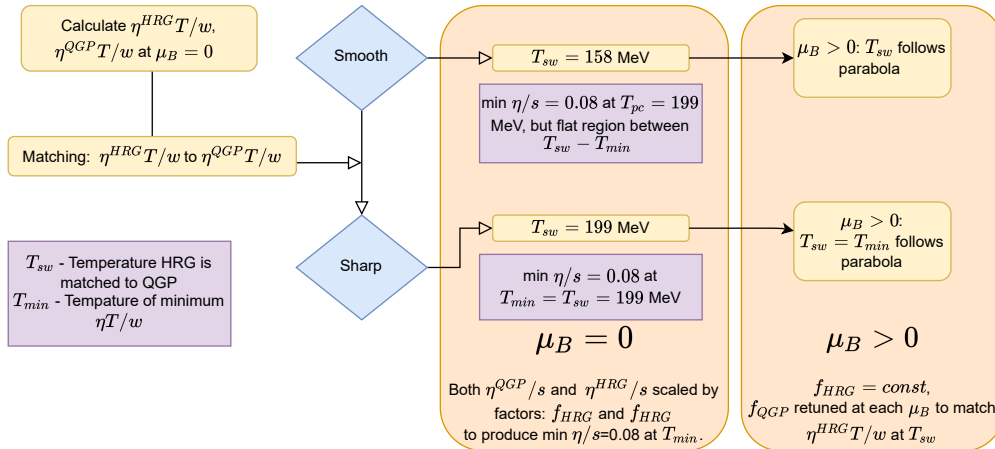 Calculate $\eta^{HRG}T/w$,
$\eta^{QGP}T/w$ at $\mu_B = 0$
Matching: $\eta^{HRG}T/w$ to $\eta^{QGP}T/w$
$T_{sw}$ - Temperature HRG is
matched to QGP
$T_{min}$ - Tempature of minimum
$\eta T/w$
Smooth
Sharp
$T_{sw} = 158$ MeV
min $\eta/s = 0.08$ at $T_{pc} = 199$
MeV, but flat region between
$T_{sw} - T_{min}$
$T_{sw} = 199$ MeV
min $\eta/s = 0.08$ at
$T_{min} = T_{sw} = 199$ MeV
$\mu_B = 0$
Both $\eta^{QGP}/s$ and $\eta^{HRG}/s$ scaled by
factors: $f_{HRG}$ and $f_{HRG}$
to produce min $\eta/s$=0.08 at $T_{min}$.
$\mu_B > 0$: $T_{sw}$ follows
parabola
$\mu_B > 0$:
$T_{sw} = T_{min}$ follows
parabola
$\mu_B > 0$
$f_{HRG} = const$,
$f_{QGP}$ retuned at each $\mu_B$ to match
$\eta^{HRG}T/w$ at $T_{sw}$